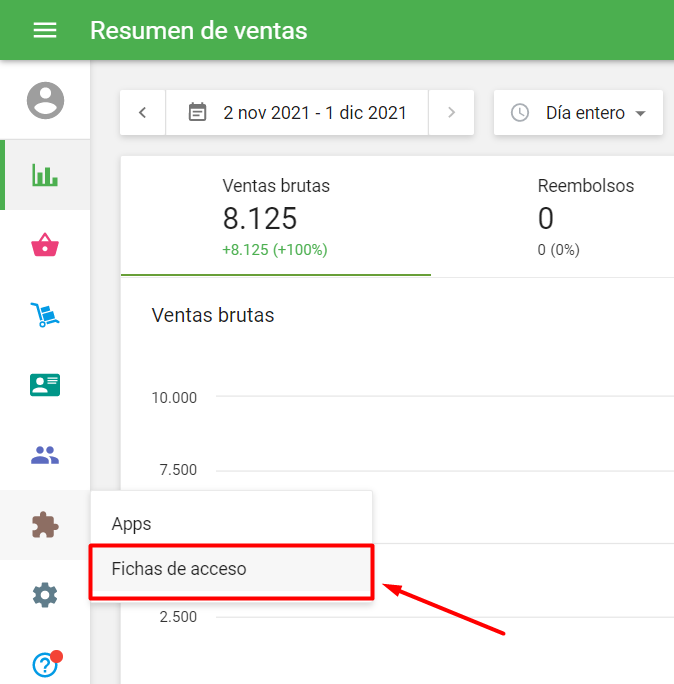 Resumen de ventas
2 nov 2021 - 1 dic 2021
Día entero
Ventas brutas
8.125
+8.125 (+100%)
Reembolsos
0
0 (0%)
Ventas brutas
10.000
7.500
Apps
Fichas de acceso
2.500
?